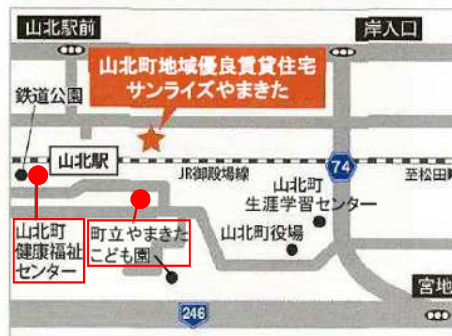 山北駅前
岸入口
山北町地域優良賃貸住宅
サンライズやまきた
鉄道公園
山北駅
JR御殿場線
74
至松田
山北町
生涯学習センター
山北町
健康福祉
センター
町立やまきた
こども園
山北町役場
宮地
246